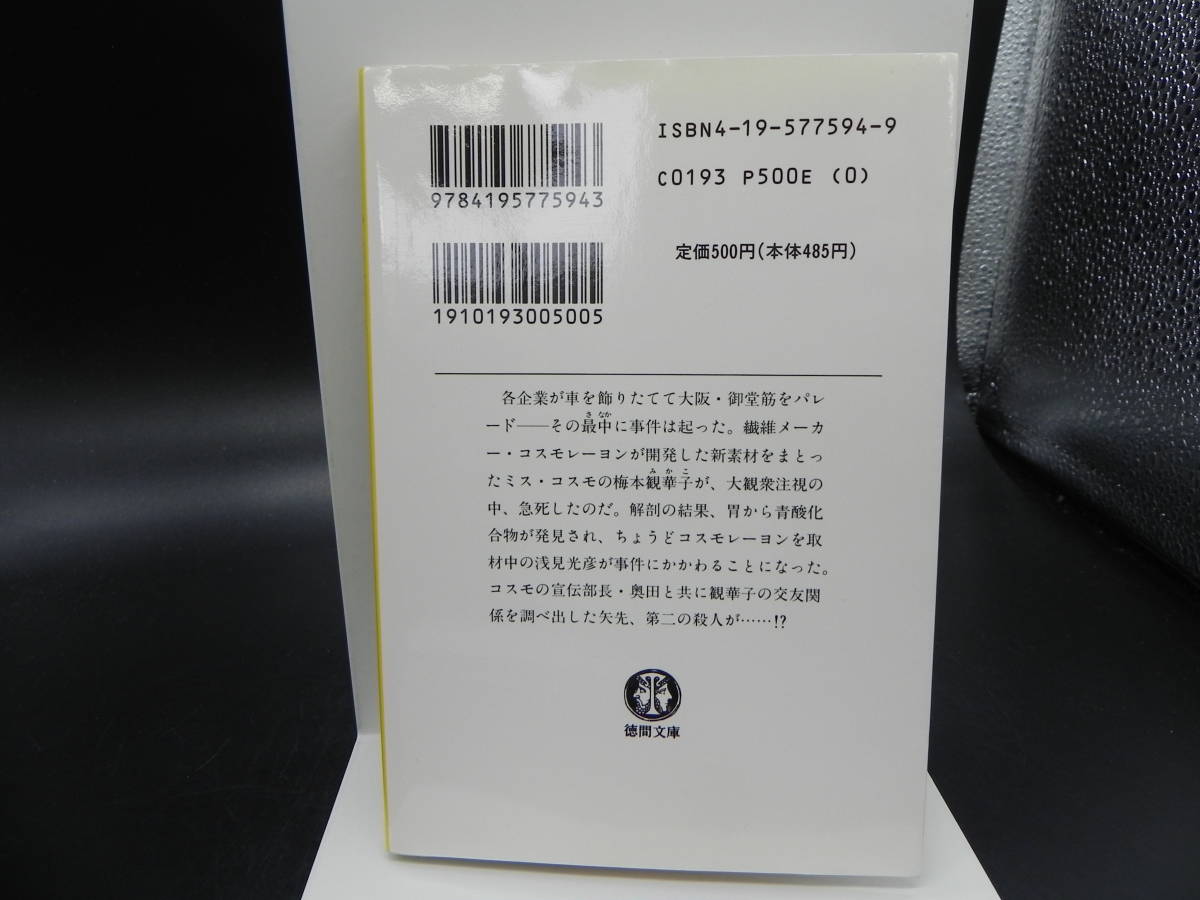 ISBN4-19-577594-9
9784195775943
C0193 P500E (0)
定価500円(本体485円)
1910193005005
各企業が車を飾りたてて大阪・御堂筋をパレ
ード──その最中に事件は起った。繊維メーカ
さなか
ー・コスモレーヨンが開発した新素材をまとっ
たミス・コスモの梅本観華子が、大観衆注視の
みかこ
中、急死したのだ。解剖の結果、胃から青酸化
合物が発見され、ちょうどコスモレーヨンを取
材中の浅見光彦が事件にかかわることになった。
コスモの宣伝部長・奥田と共に観華子の交友関
係を調べ出した矢先、第二の殺人が……!?
徳間文庫